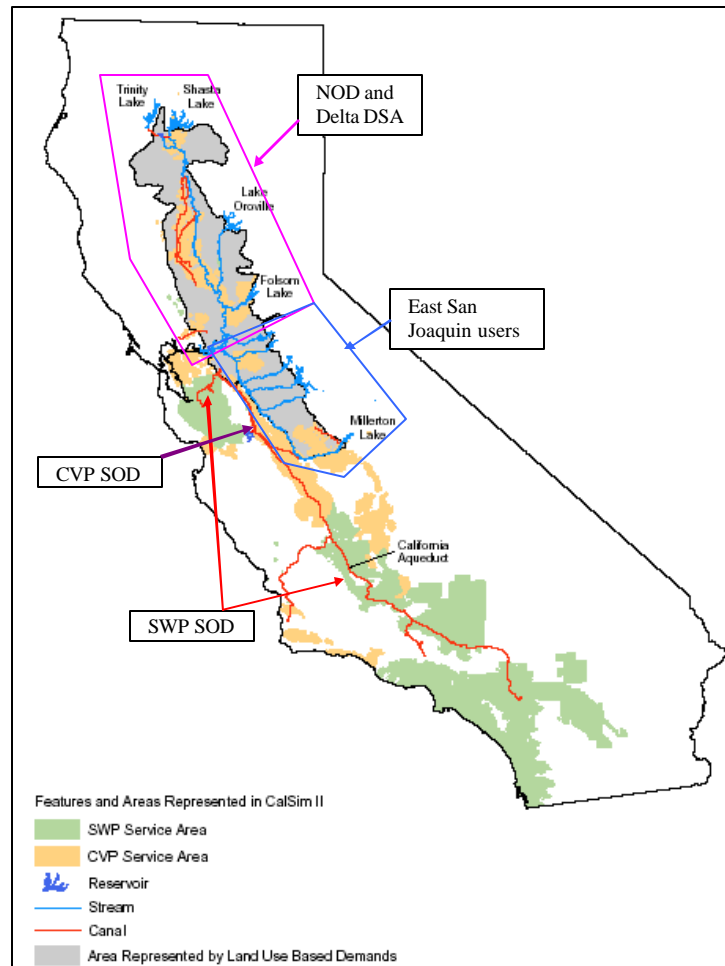 Trinity
Lake
Shasta
Lake
NOD and
Delta DSA
Lake
Oroville
Folsom
Lake
East San
Joaquin users
Millerton
Lake
CVP SOD
California
Aqueduct
SWP SOD
Features and Areas Represented in CalSim II
SWP Service Area
CVP Service Area
Reservoir
Stream
Canal
Area Represented by Land Use Based Demands